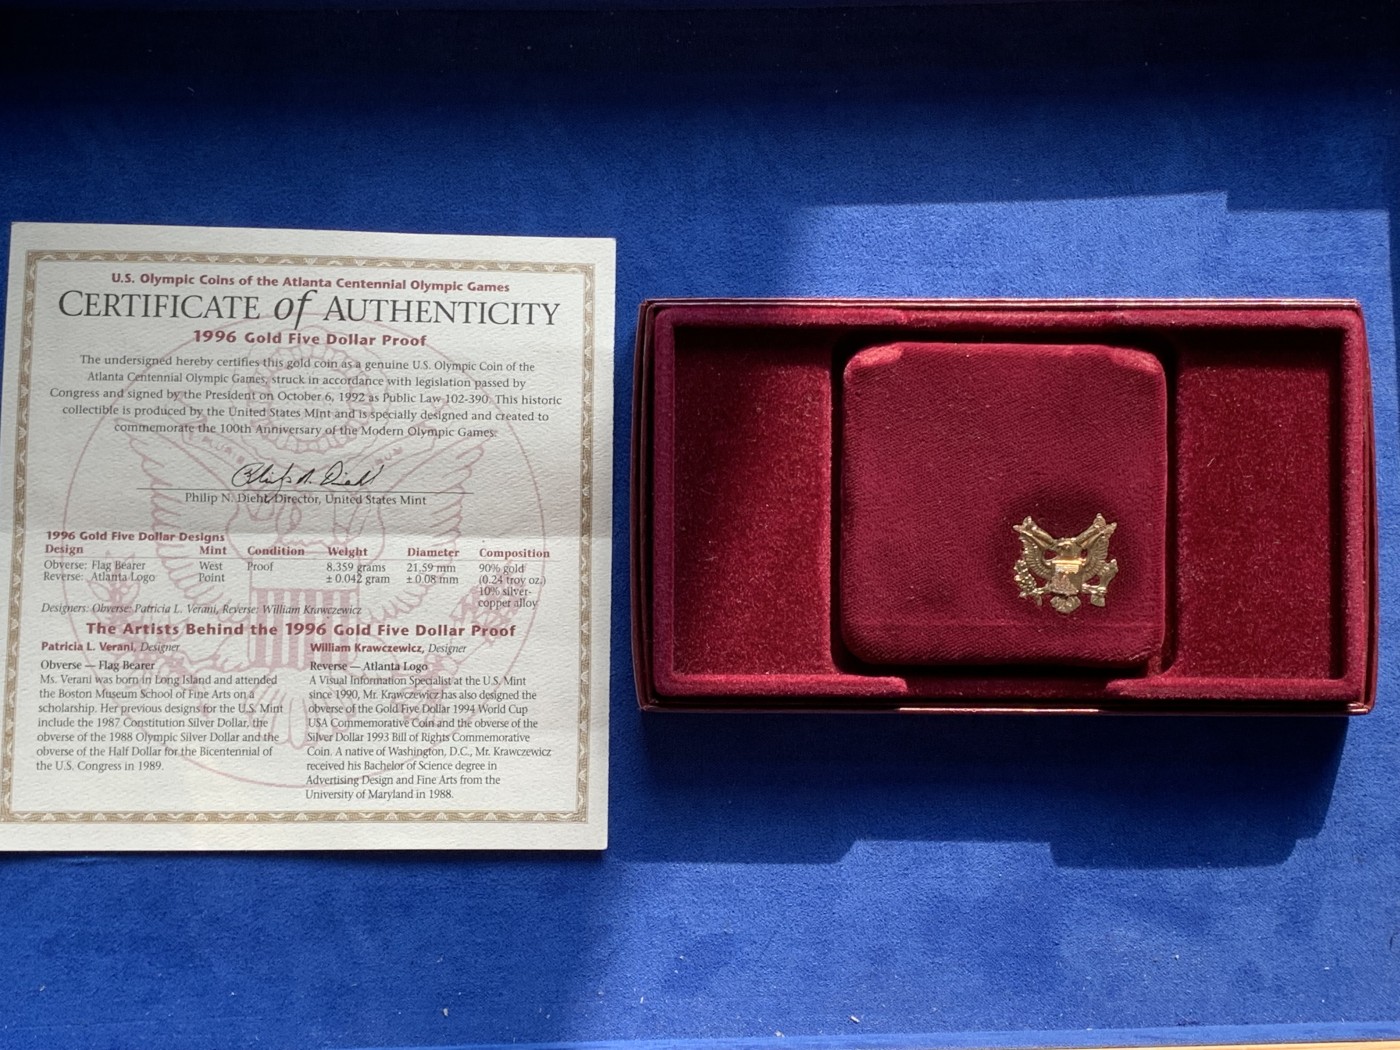 U.S. Olympic Coins of the Atlanta Centennial Olympic Games
CERTIFICATE of AUTHENTICITY
1996 Gold Five Dollar Proof
The undersigned hereby certifies this gold coin as a genuine U.S. Olympic Coin of the
Atlanta Centennial Olympic Games, struck in accordance with legislation passed by
Congress and signed by the President on October 6, 1992 as Public Law 102-390. This historic
collectible is produced by the United States Mint and is specially designed and created to
commemorate the 100th Anniversary of the Modern Olympic Games.
Philip N. Diehl
Philip N. Diehl, Director, United States Mint
1996 Gold Five Dollar Designs
Design Mint Condition Weight Diameter Composition
Obverse: Flag Bearer West Proof 8.359 grams 21.59 mm 90% gold
Reverse: Atlanta Logo Point ± 0.042 gram ± 0.08 mm (0.24 troy oz.)
10% silver-
copper alloy
Designers: Obverse: Patricia L. Verani, Reverse: William Krawczewicz
The Artists Behind the 1996 Gold Five Dollar Proof
Patricia L. Verani, Designer
Obverse — Flag Bearer
Ms. Verani was born in Long Island and attended
the Boston Museum School of Fine Arts on a
scholarship. Her previous designs for the U.S. Mint
include the 1987 Constitution Silver Dollar, the
obverse of the 1988 Olympic Silver Dollar and the
obverse of the Half Dollar for the Bicentennial of
the U.S. Congress in 1989.
William Krawczewicz, Designer
Reverse — Atlanta Logo
A Visual Information Specialist at the U.S. Mint
since 1990, Mr. Krawczewicz has also designed the
obverse of the Gold Five Dollar 1994 World Cup
USA Commemorative Coin and the obverse of the
Silver Dollar 1993 Bill of Rights Commemorative
Coin. A native of Washington, D.C., Mr. Krawczewicz
received his Bachelor of Science degree in
Advertising Design and Fine Arts from the
University of Maryland in 1988.